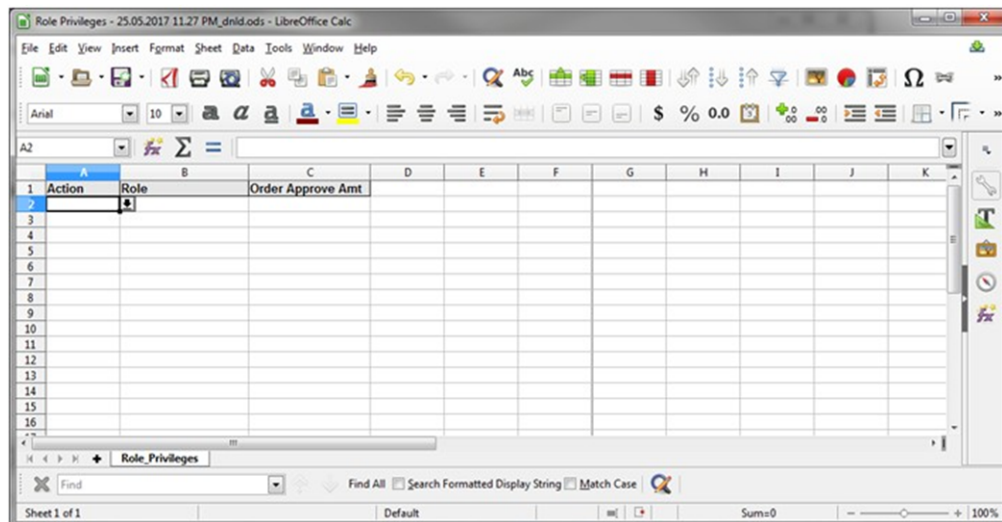 Role Privileges - 25.05.2017 11.27 PM_dnld.ods - LibreOffice Calc
File Edit View Insert Format Sheet Data Tools Window Help
Abc
Arial 10 a a a a $ % 0.0
A2
A B C D E F G H I J K
1 Action Role Order Approve Amt
2
3
4
5
6
7
8
9
10
11
12
13
14
15
16
Role_Privileges
Find Find All Search Formatted Display String Match Case
Sheet 1 of 1 Default Sum=0 100%